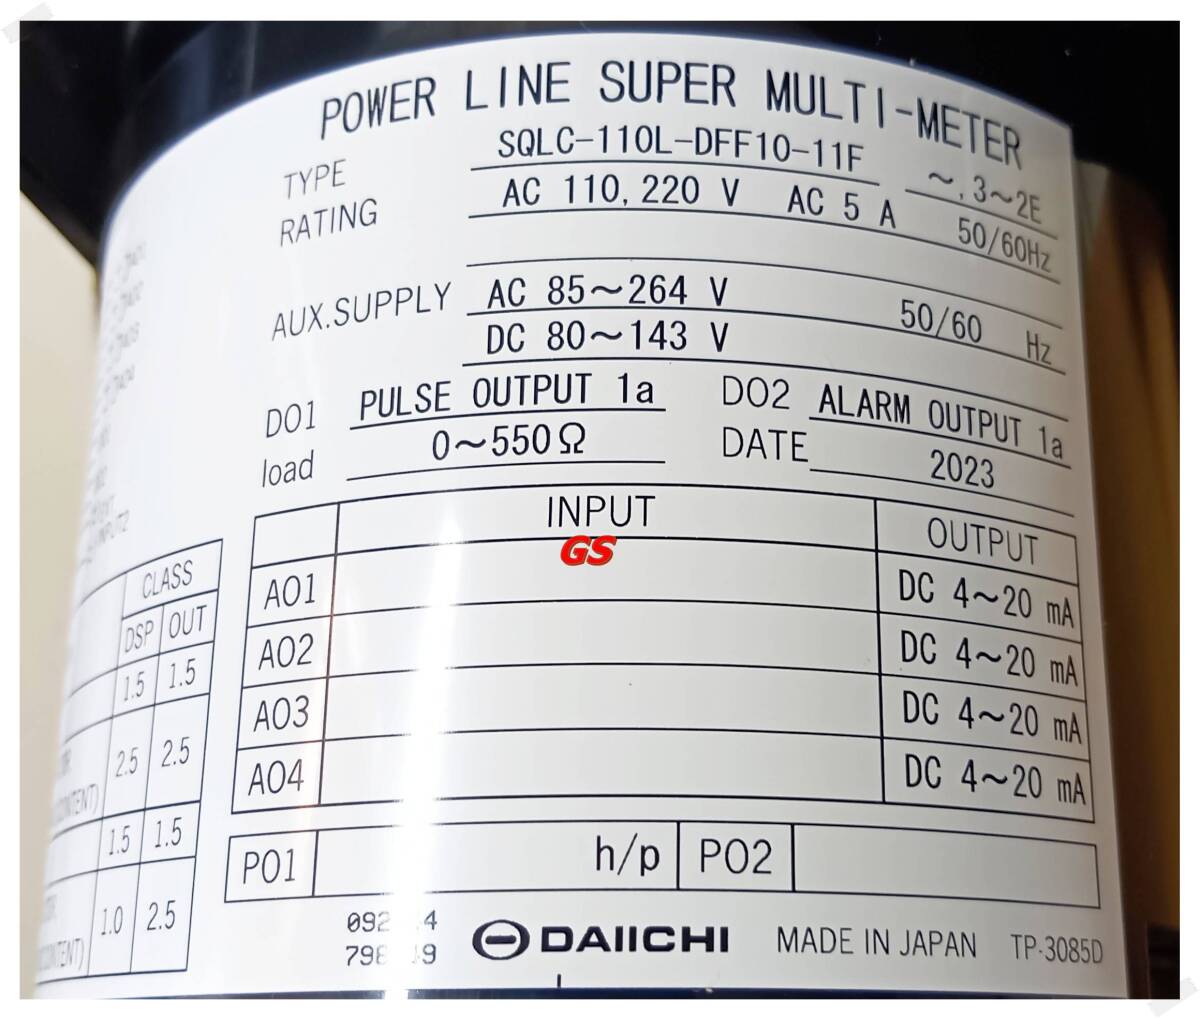 POWER LINE SUPER MULTI-METER
TYPE SQLC-110L-DFF10-11F ～,3～2E
RATING AC 110,220 V AC 5 A 50/60Hz
AUX.SUPPLY AC 85～264 V 50/60 Hz
DC 80～143 V
DO1 PULSE OUTPUT 1a DO2 ALARM OUTPUT 1a
load 0～550Ω DATE 2023
INPUT OUTPUT
GS
AO1 DC 4～20 mA
AO2 DC 4～20 mA
AO3 DC 4～20 mA
AO4 DC 4～20 mA
PO1 h/p PO2
DAIICHI MADE IN JAPAN TP-3085D
CLASS
DSP OUT
1.5 1.5
2.5 2.5
1.5 1.5
1.0 2.5